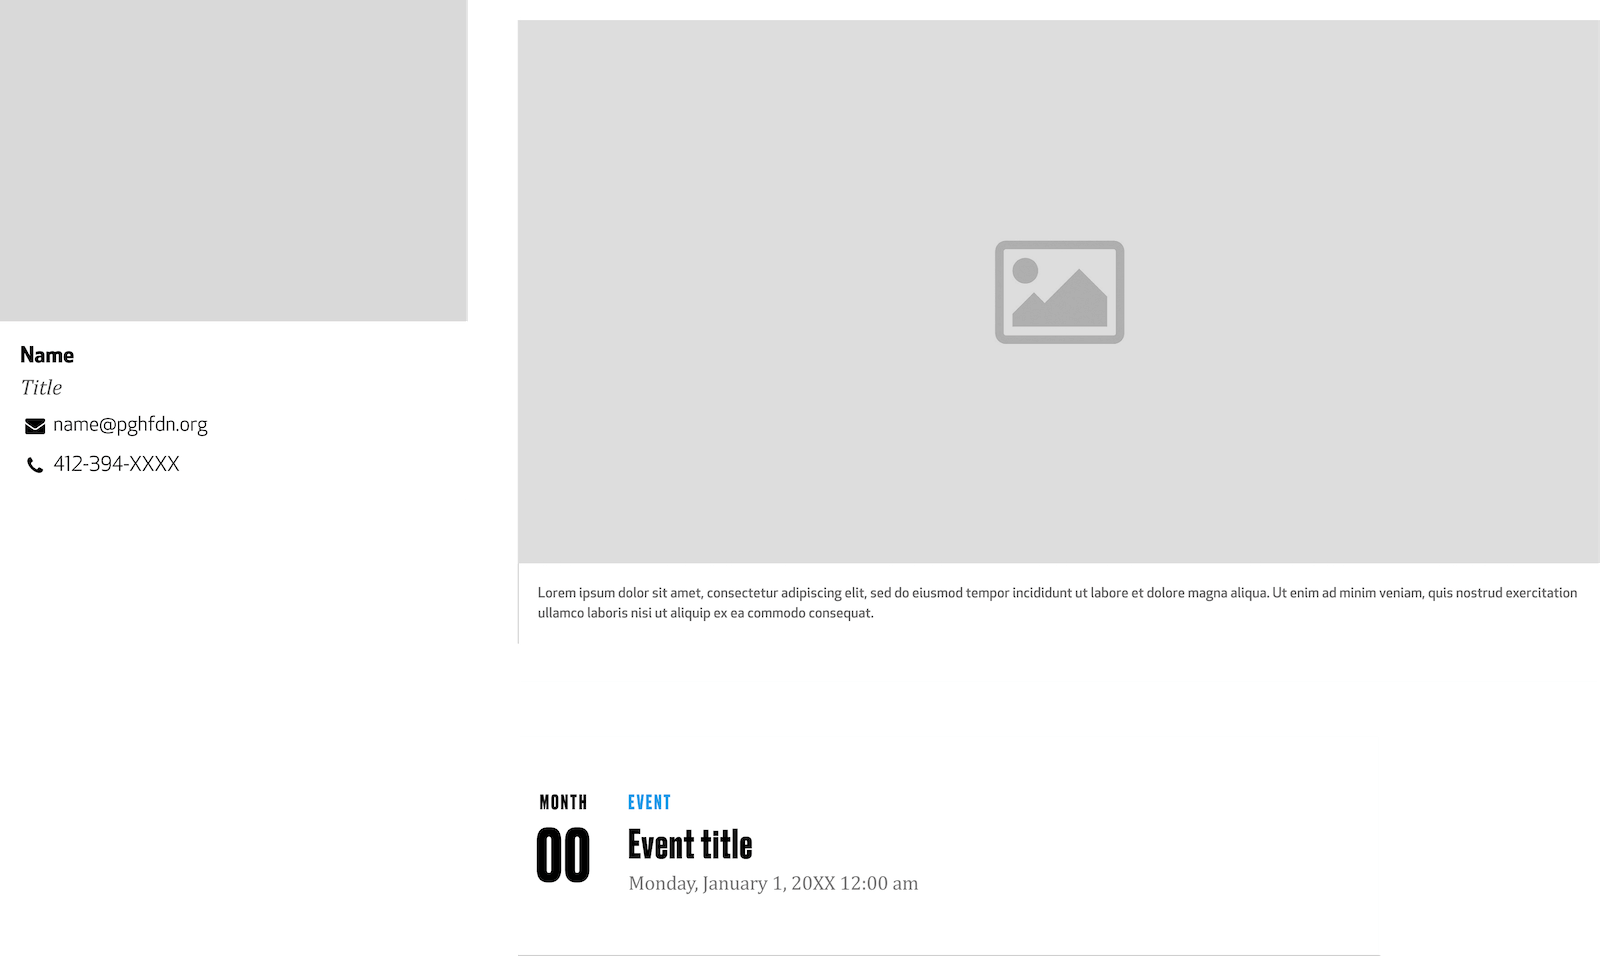 Name
Title
name@pghfdn.org
412-394-XXXX
Lorem ipsum dolor sit amet, consectetur adipiscing elit, sed do eiusmod tempor incididunt ut labore et dolore magna aliqua. Ut enim ad minim veniam, quis nostrud exercitation
ullamco laboris nisi ut aliquip ex ea commodo consequat.
MONTH
00
EVENT
Event title
Monday, January 1, 20XX 12:00 am